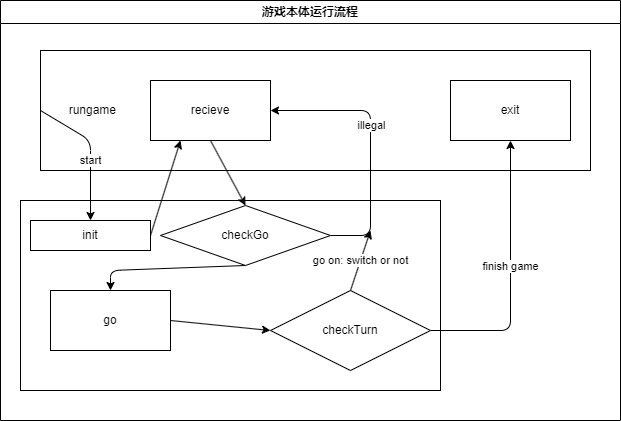 游戏本体运行流程
rungame
recieve
exit
illegal
start
init
checkGo
go on: switch or not
finish game
go
checkTurn